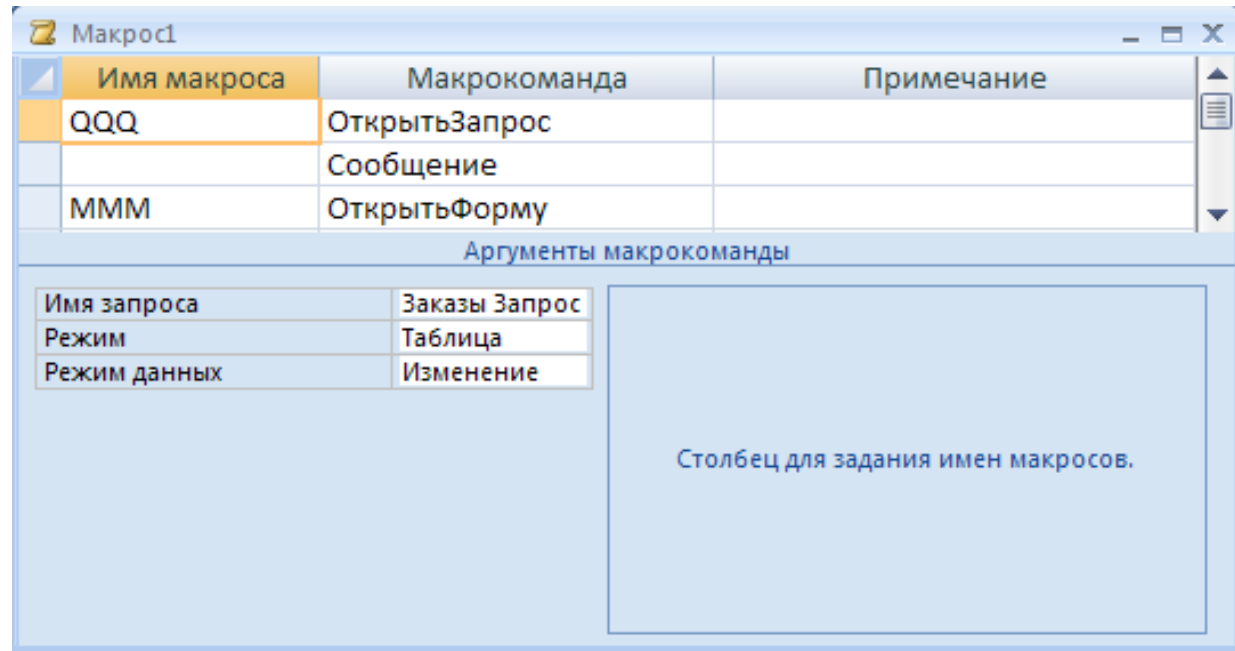 Макрос1
Имя макроса Макрокоманда Примечание
QQQ ОткрытьЗапрос
Сообщение
МММ ОткрытьФорму
Аргументы макрокоманды
Имя запроса Заказы Запрос
Режим Таблица
Режим данных Изменение
Столбец для задания имен макросов.